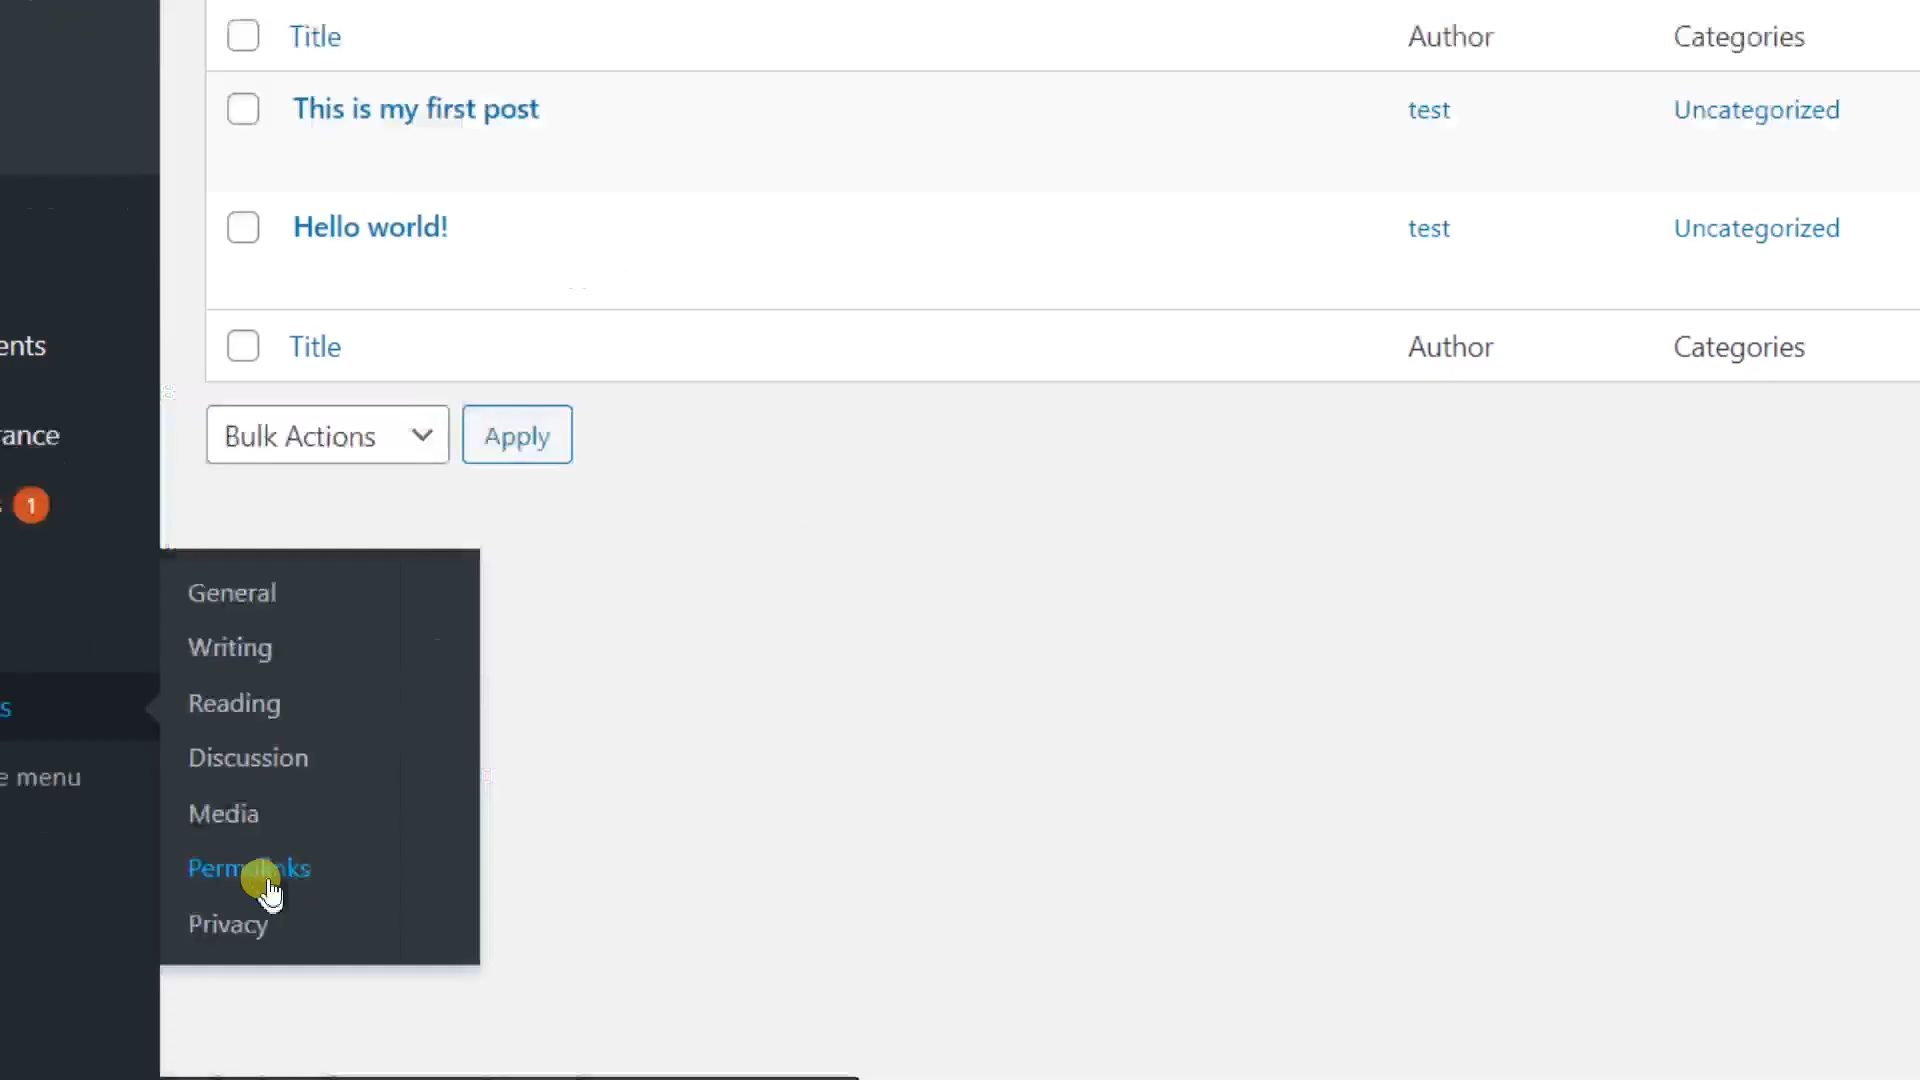 Title Author Categories
This is my first post test Uncategorized
Hello world! test Uncategorized
ents
Title Author Categories
rance
Bulk Actions Apply
1
General
Writing
Reading
s
Discussion
e menu
Media
Permalinks
Privacy